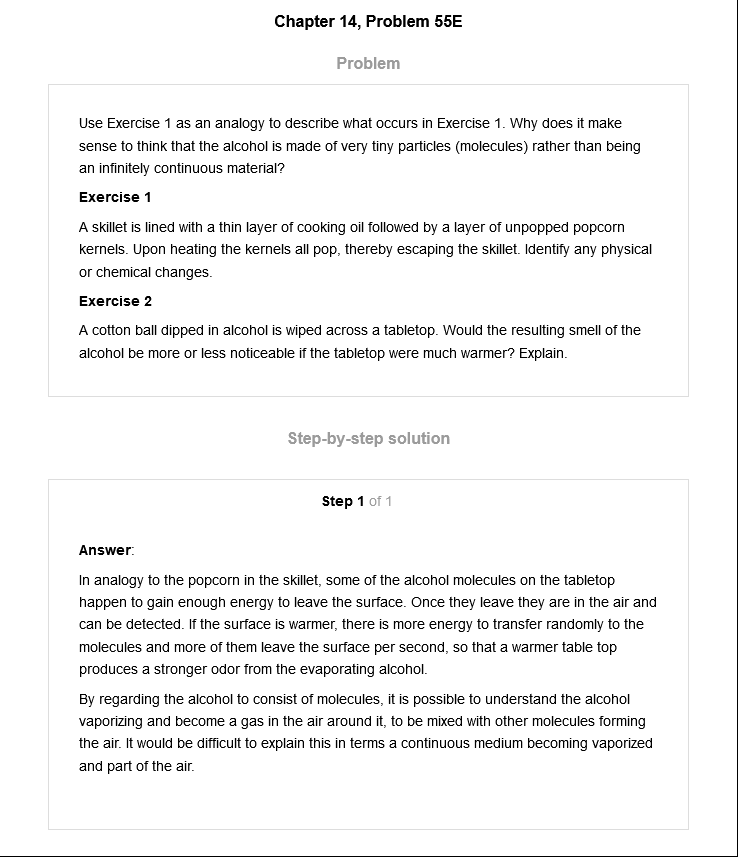 Chapter 14, Problem 55E
Problem
Use Exercise 1 as an analogy to describe what occurs in Exercise 1. Why does it make
sense to think that the alcohol is made of very tiny particles (molecules) rather than being
an infinitely continuous material?
Exercise 1
A skillet is lined with a thin layer of cooking oil followed by a layer of unpopped popcorn
kernels. Upon heating the kernels all pop, thereby escaping the skillet. Identify any physical
or chemical changes.
Exercise 2
A cotton ball dipped in alcohol is wiped across a tabletop. Would the resulting smell of the
alcohol be more or less noticeable if the tabletop were much warmer? Explain.
Step-by-step solution
Step 1 of 1
Answer:
In analogy to the popcorn in the skillet, some of the alcohol molecules on the tabletop
happen to gain enough energy to leave the surface. Once they leave they are in the air and
can be detected. If the surface is warmer, there is more energy to transfer randomly to the
molecules and more of them leave the surface per second, so that a warmer table top
produces a stronger odor from the evaporating alcohol.
By regarding the alcohol to consist of molecules, it is possible to understand the alcohol
vaporizing and become a gas in the air around it, to be mixed with other molecules forming
the air. It would be difficult to explain this in terms a continuous medium becoming vaporized
and part of the air.